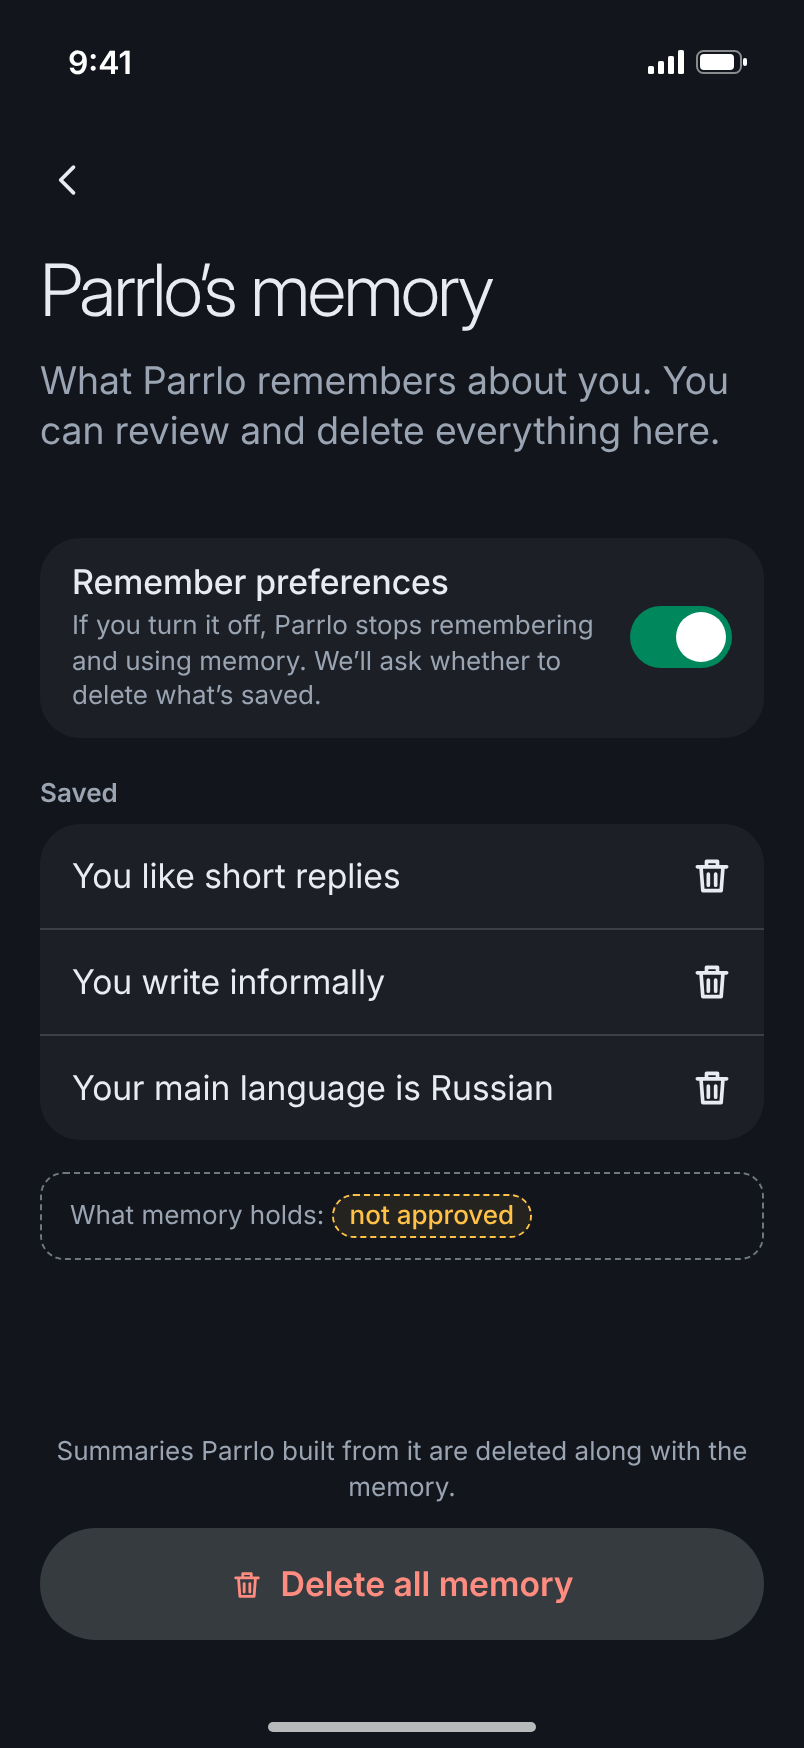 9:41
Parrlo’s memory
What Parrlo remembers about you. You
can review and delete everything here.
Remember preferences
If you turn it off, Parrlo stops remembering
and using memory. We’ll ask whether to
delete what’s saved.
Saved
You like short replies
You write informally
Your main language is Russian
What memory holds: not approved
Summaries Parrlo built from it are deleted along with the
memory.
Delete all memory